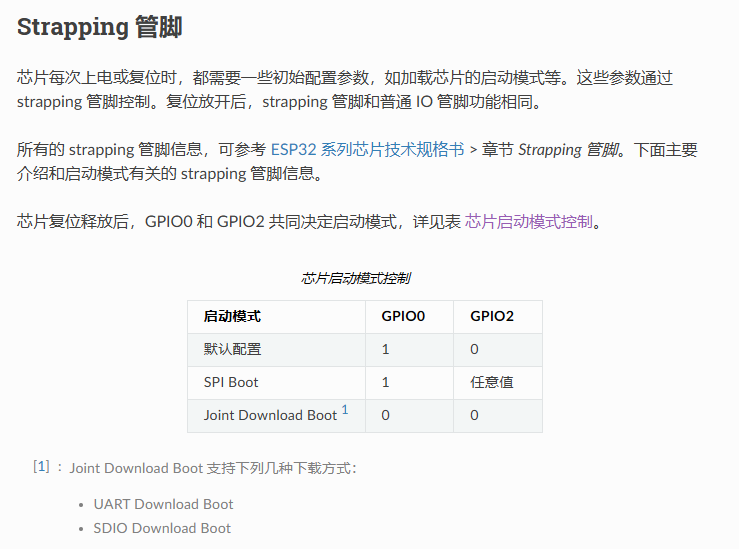 Strapping 管脚
芯片每次上电或复位时，都需要一些初始配置参数，如加载芯片的启动模式等。这些参数通过
strapping 管脚控制。复位放开后，strapping 管脚和普通 IO 管脚功能相同。
所有的 strapping 管脚信息，可参考 ESP32 系列芯片技术规格书 > 章节 Strapping 管脚。下面主要
介绍和启动模式有关的 strapping 管脚信息。
芯片复位释放后，GPIO0 和 GPIO2 共同决定启动模式，详见表 芯片启动模式控制。
芯片启动模式控制
启动模式 GPIO0 GPIO2
默认配置 1 0
SPI Boot 1 任意值
Joint Download Boot 1 0 0
[1] : Joint Download Boot 支持下列几种下载方式：
• UART Download Boot
• SDIO Download Boot